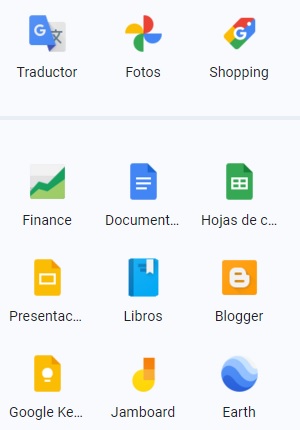 Traductor Fotos Shopping
Finance Document... Hojas de c...
Presentac... Libros Blogger
Google Ke... Jamboard Earth